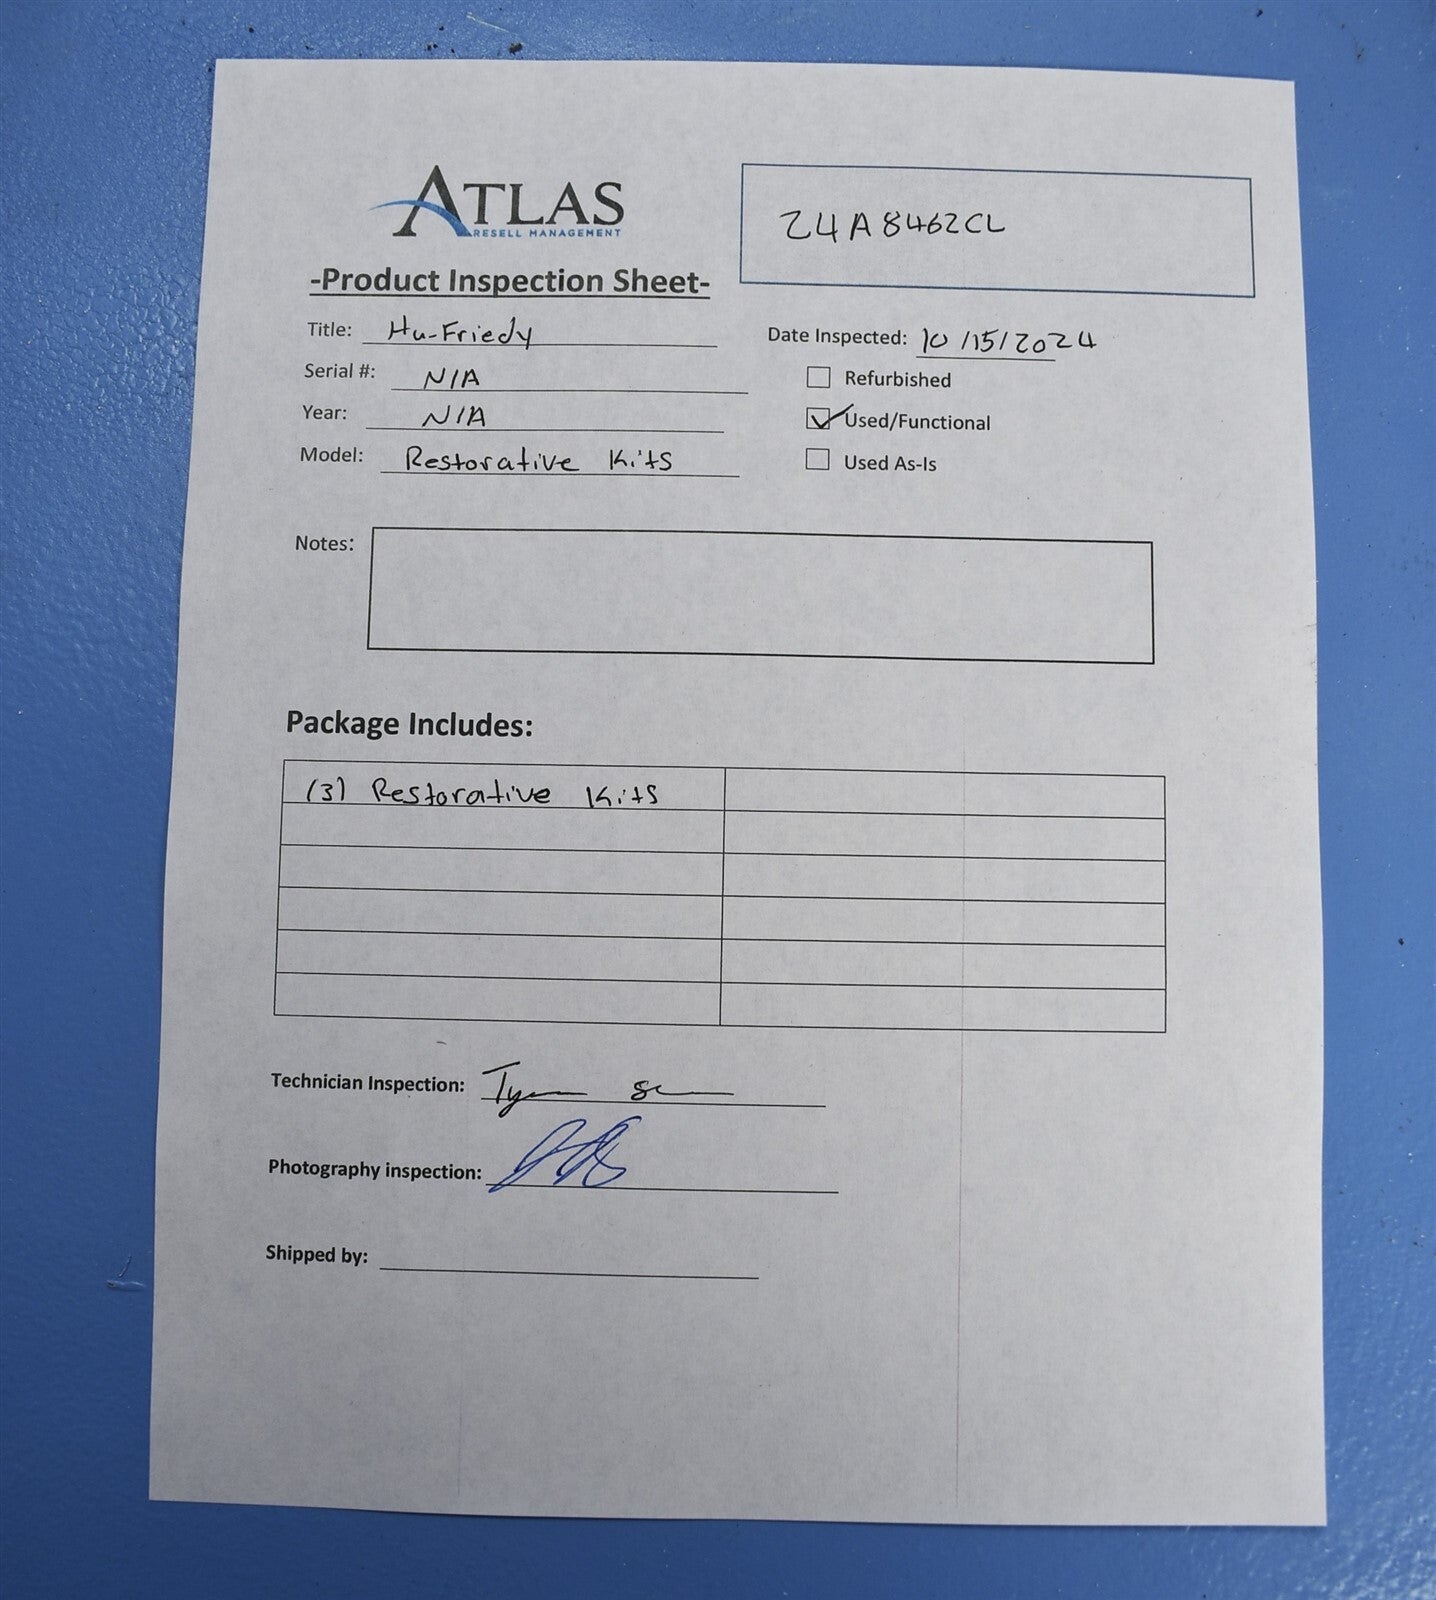 ATLAS
RESELL MANAGEMENT
24A8462CL
-Product Inspection Sheet-
Title: Hu-Friedy
Date Inspected: 10/15/2024
Serial #: N/A
Refurbished
Year: N/A
Used/Functional
Model: Restorative Kits
Used As-Is
Notes:
Package Includes:
(3) Restorative Kits
Technician Inspection:
Photography inspection:
Shipped by: